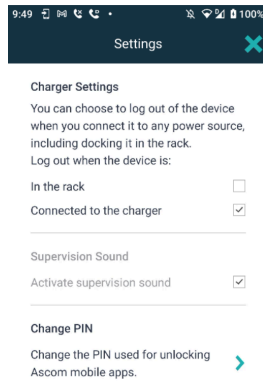 9:49 100%
Settings
Charger Settings
You can choose to log out of the device
when you connect it to any power source,
including docking it in the rack.
Log out when the device is:
In the rack
Connected to the charger
Supervision Sound
Activate supervision sound
Change PIN
Change the PIN used for unlocking
Ascom mobile apps.